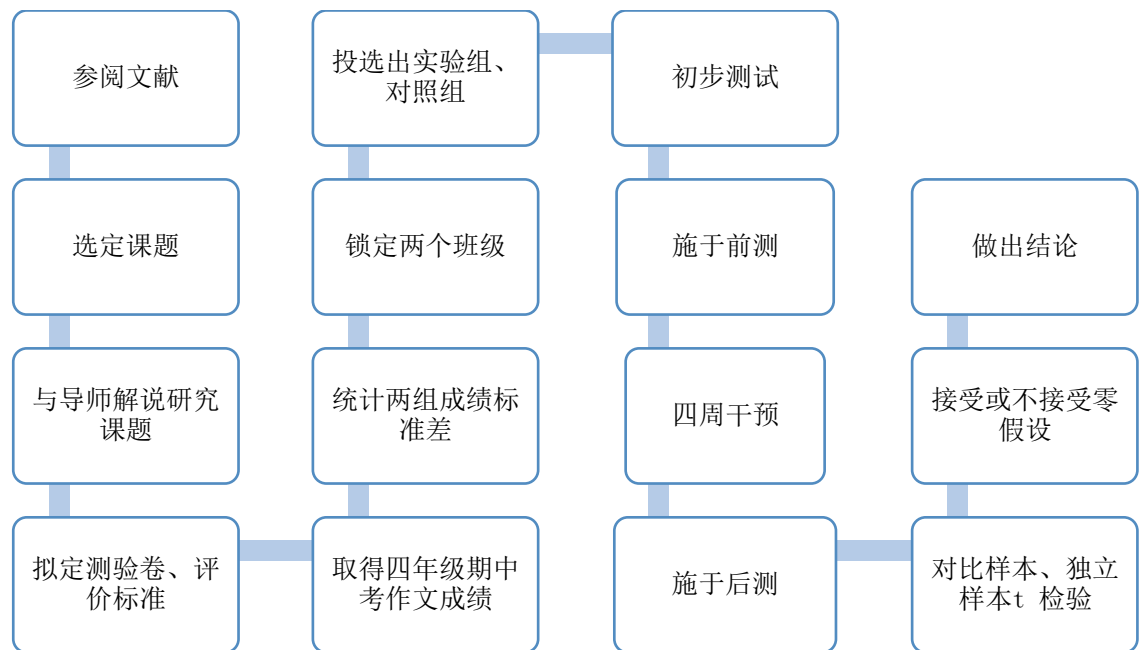 参阅文献
选定课题
与导师解说研究
课题
拟定测验卷、评
价标准
取得四年级期中
考作文成绩
统计两组成绩标
准差
锁定两个班级
投选出实验组、
对照组
初步测试
施于前测
四周干预
施于后测
对比样本、独立
样本t 检验
接受或不接受零
假设
做出结论